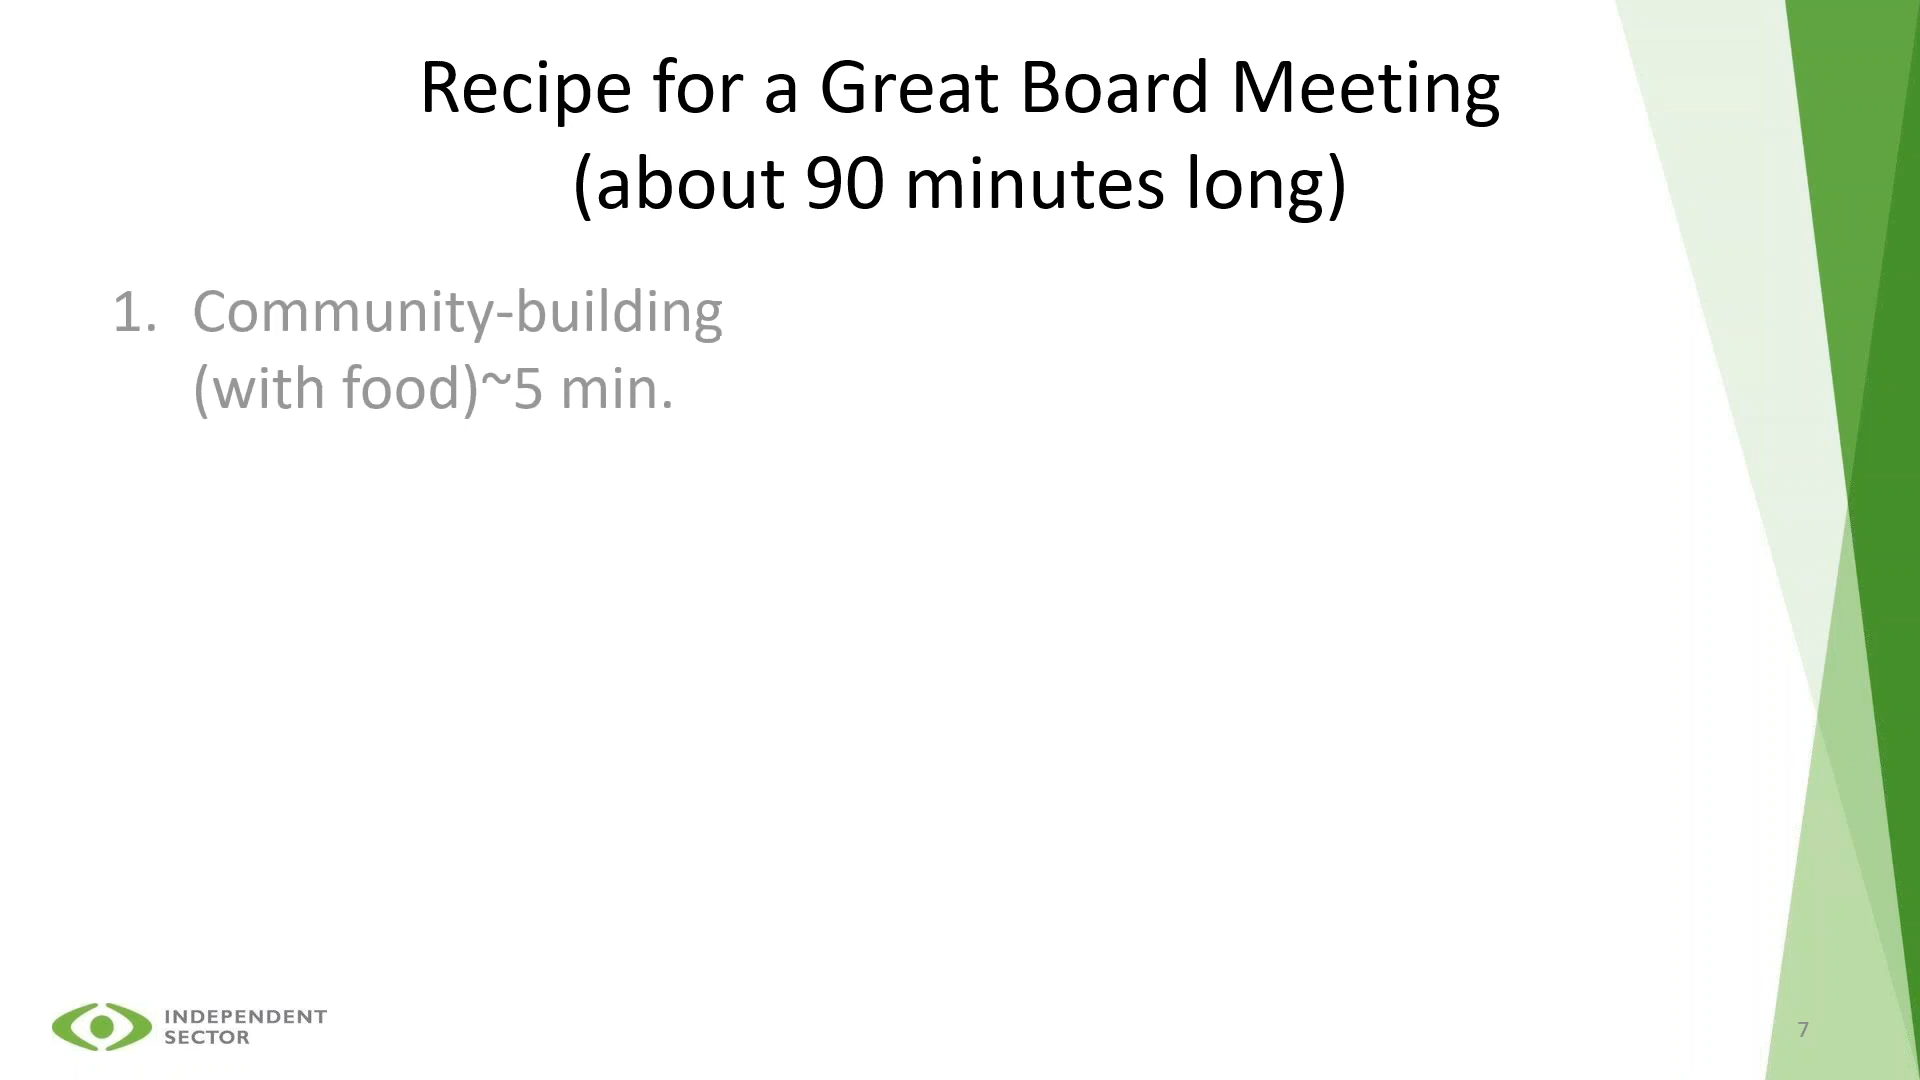 Recipe for a Great Board Meeting
(about 90 minutes long)
1. Community-building
(with food)~5 min.
INDEPENDENT
SECTOR
7